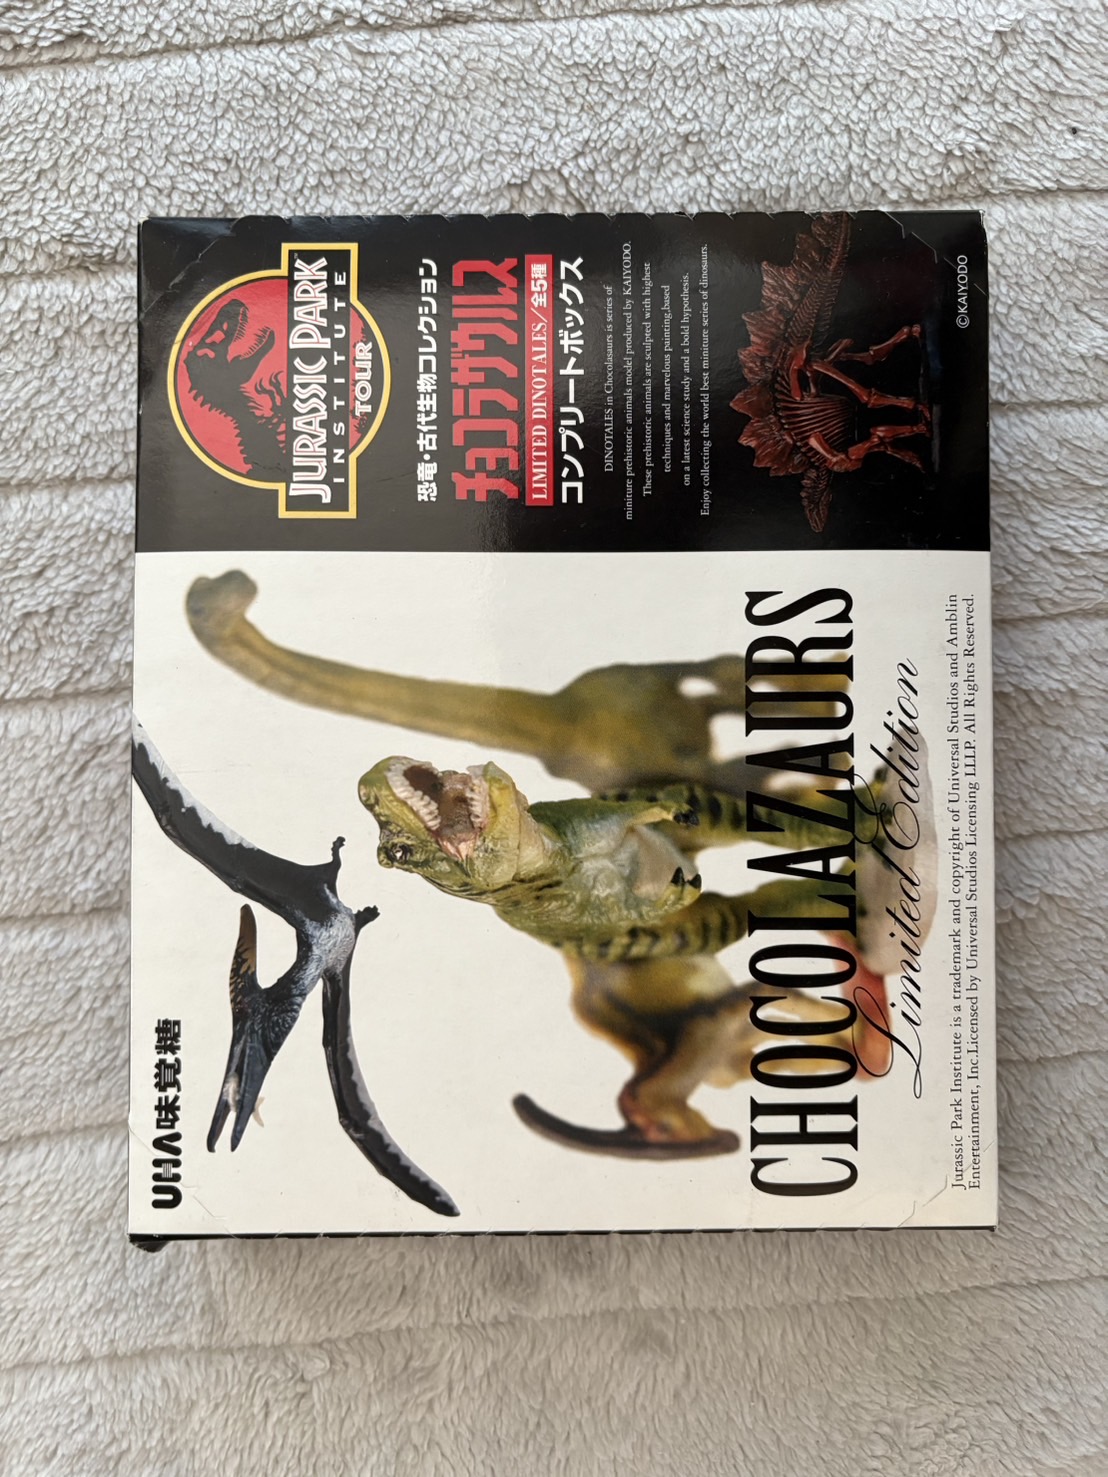 UHA味覚糖
CHOCOLAZAURS
Limited Edition
Jurassic Park Institute is a trademark and copyright of Universal Studios and Amblin
Entertainment, Inc.Licensed by Universal Studios Licensing LLLP. All Rights Reserved.
JURASSIC PARK™
INSTITUTE
TOUR
恐竜・古代生物コレクション
チョコラザウルス
LIMITED DINOTALES/全5種
コンプリートボックス
DINOTALES in Chocolasaurs is series of
miniture prehistoric animals model produced by KAIYODO.
These prehistoric animals are sculpted with highest
techniques and marvelous painting,based
on a latest science study and a bold hypothesis.
Enjoy collecting the world best miniture series of dinosaurs.
©KAIYODO